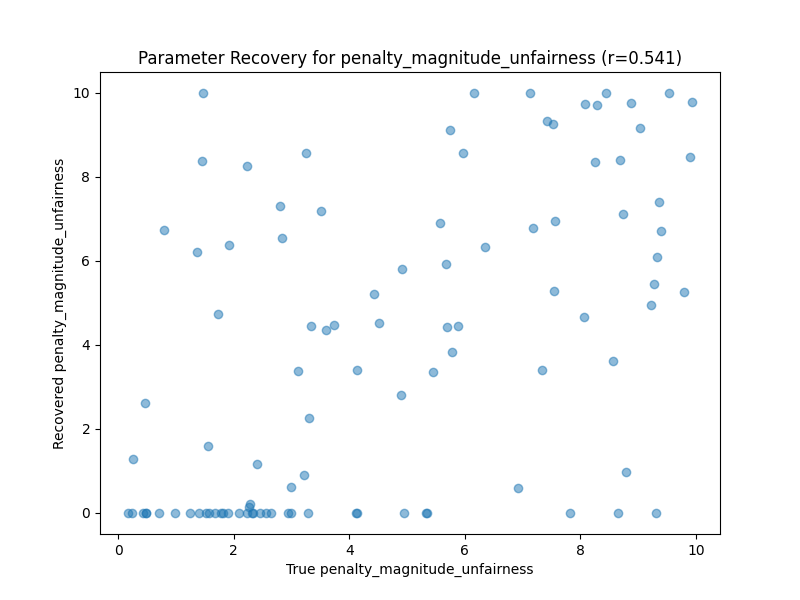 Parameter Recovery for penalty_magnitude_unfairness (r=0.541)
Recovered penalty_magnitude_unfairness
10
8
6
4
2
0
0 2 4 6 8 10
True penalty_magnitude_unfairness